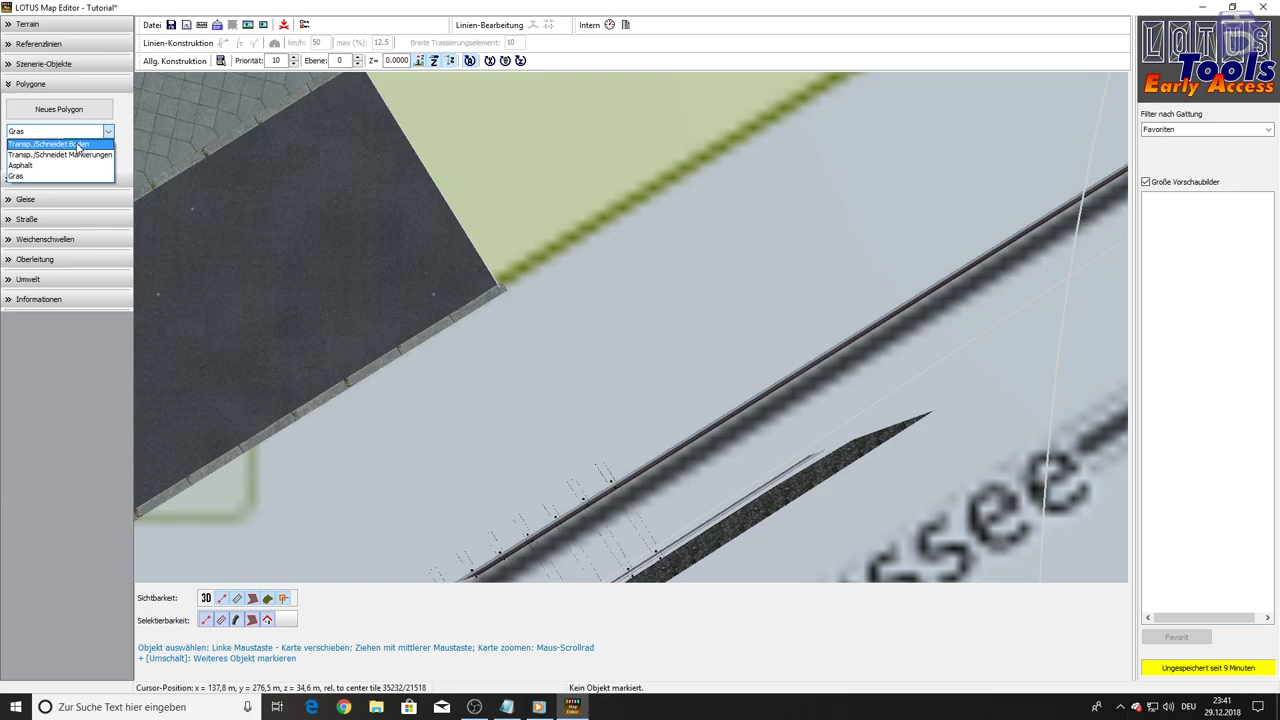 LOTUS Map Editor - Tutorial*
Terrain
Referenzlinien
Szenerie-Objekte
Polygone
Neues Polygon
Gras
Transp./Schneidet Boden
Transp./Schneidet Markierungen
Asphalt
Gras
Gleise
Straße
Weichenschwellen
Oberleitung
Umwelt
Informationen
Datei
Linien-Bearbeitung
Intern
Linien-Konstruktion
km/h:
50
max (%):
12.5
Breite Trassierungselement:
10
Allg. Konstruktion
Priorität:
10
Ebene:
0
Z=
0.0000
ssee
LOTUS
Tools
Early Access
Filter nach Gattung
Favoriten
Große Vorschaubilder
Favorit
Ungespeichert seit 9 Minuten
Sichtbarkeit:
3D
Selektierbarkeit:
Objekt auswählen: Linke Maustaste - Karte verschieben: Ziehen mit mittlerer Maustaste; Karte zoomen: Maus-Scrollrad
+ [Umschalt]: Weiteres Objekt markieren
Cursor-Position: x = 137,8 m, y = 276,5 m, z = 34,6 m, rel. to center tile 35232/21518
Kein Objekt markiert.
Zur Suche Text hier eingeben
DEU
23:41
29.12.2018